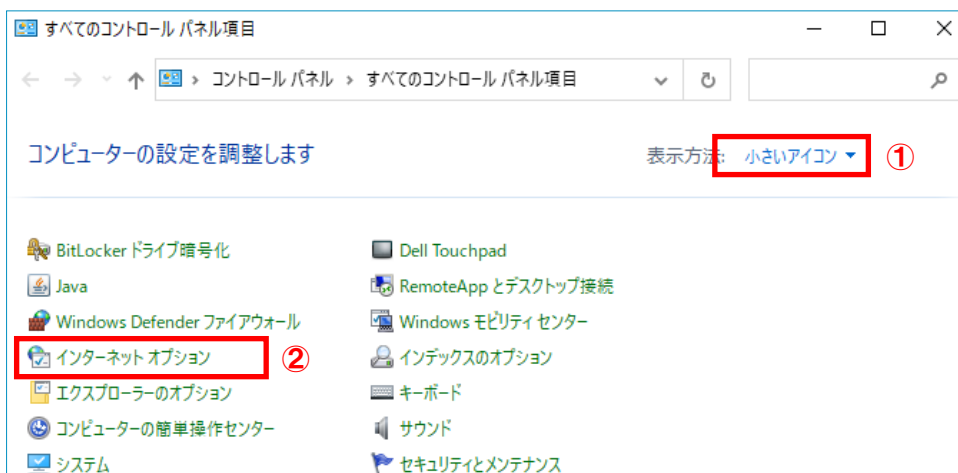 すべてのコントロール パネル項目
コントロール パネル › すべてのコントロール パネル項目
コンピューターの設定を調整します
表示方法: 小さいアイコン ①
BitLocker ドライブ暗号化
Dell Touchpad
Java
RemoteApp とデスクトップ接続
Windows Defender ファイアウォール
Windows モビリティ センター
インターネット オプション ②
インデックスのオプション
エクスプローラーのオプション
キーボード
コンピューターの簡単操作センター
サウンド
システム
セキュリティとメンテナンス